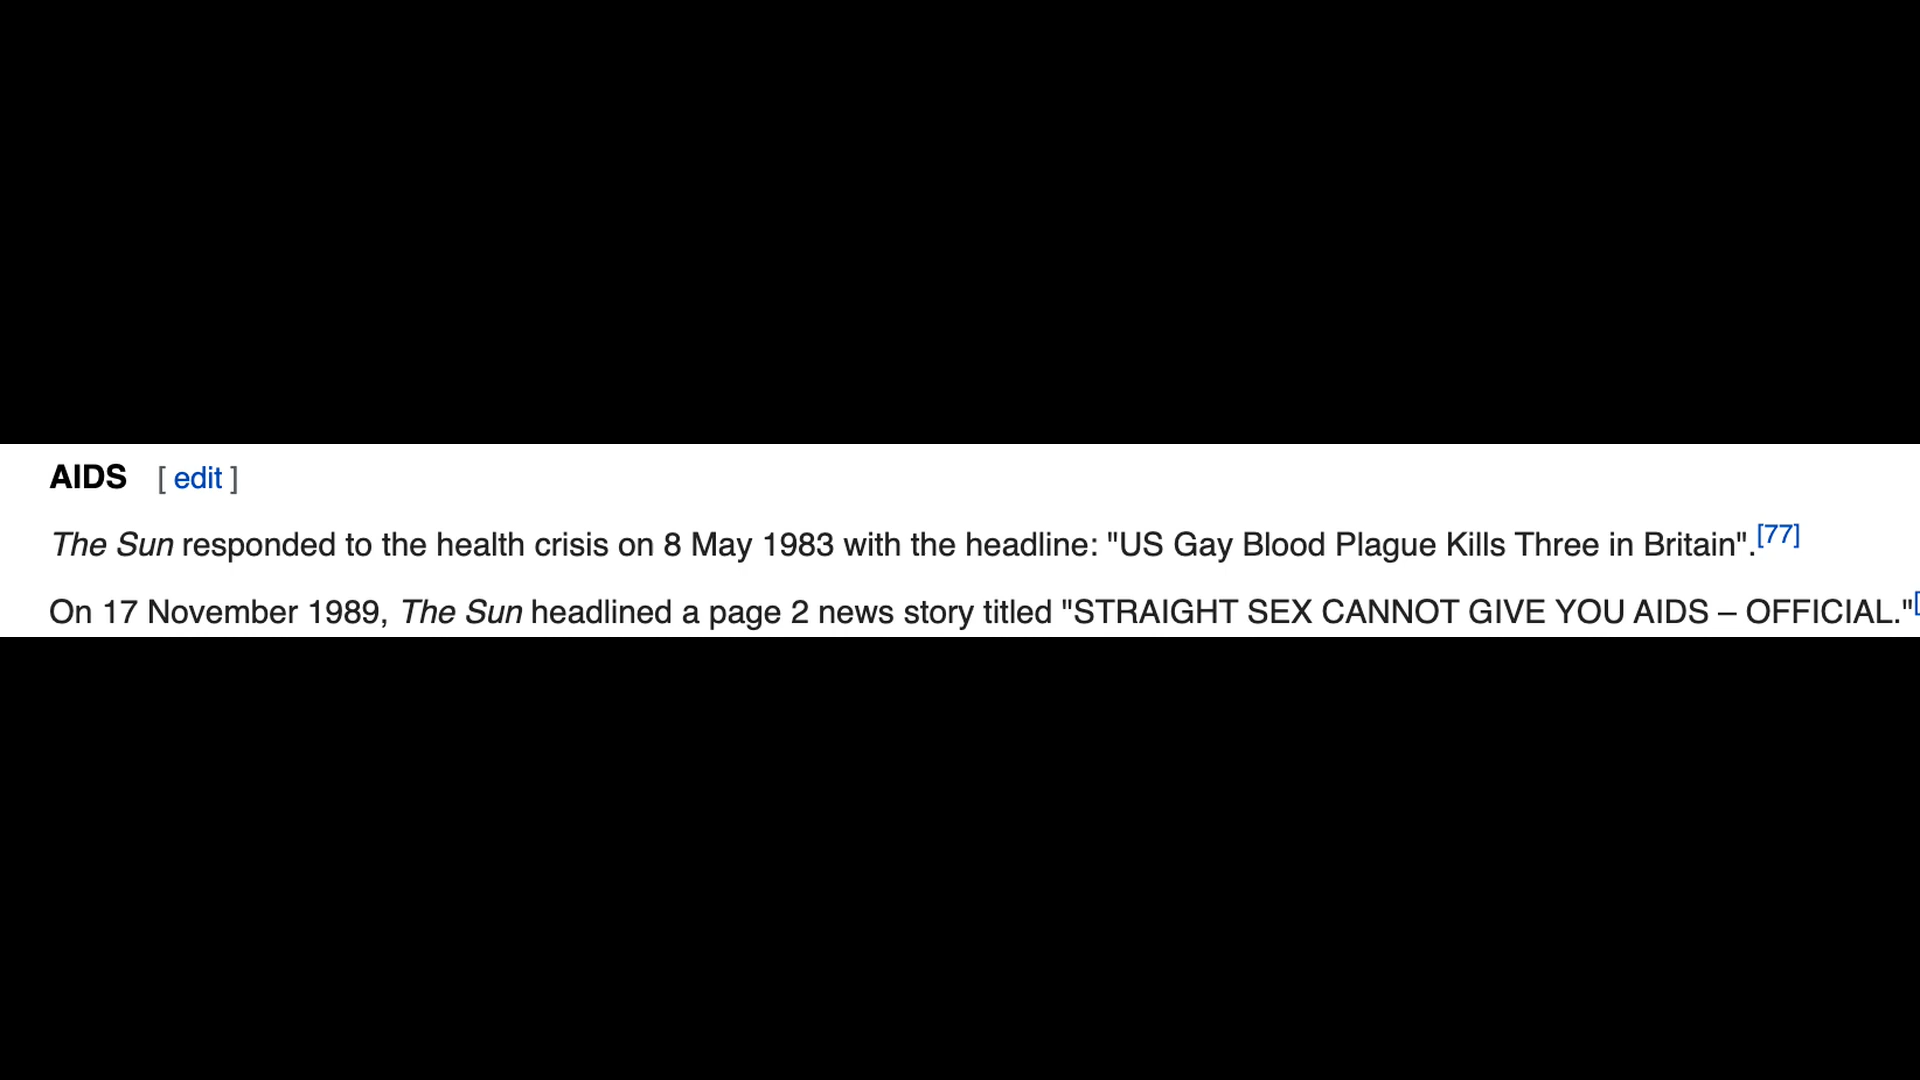 AIDS [ edit ]
The Sun responded to the health crisis on 8 May 1983 with the headline: "US Gay Blood Plague Kills Three in Britain".[77]
On 17 November 1989, The Sun headlined a page 2 news story titled "STRAIGHT SEX CANNOT GIVE YOU AIDS – OFFICIAL."[